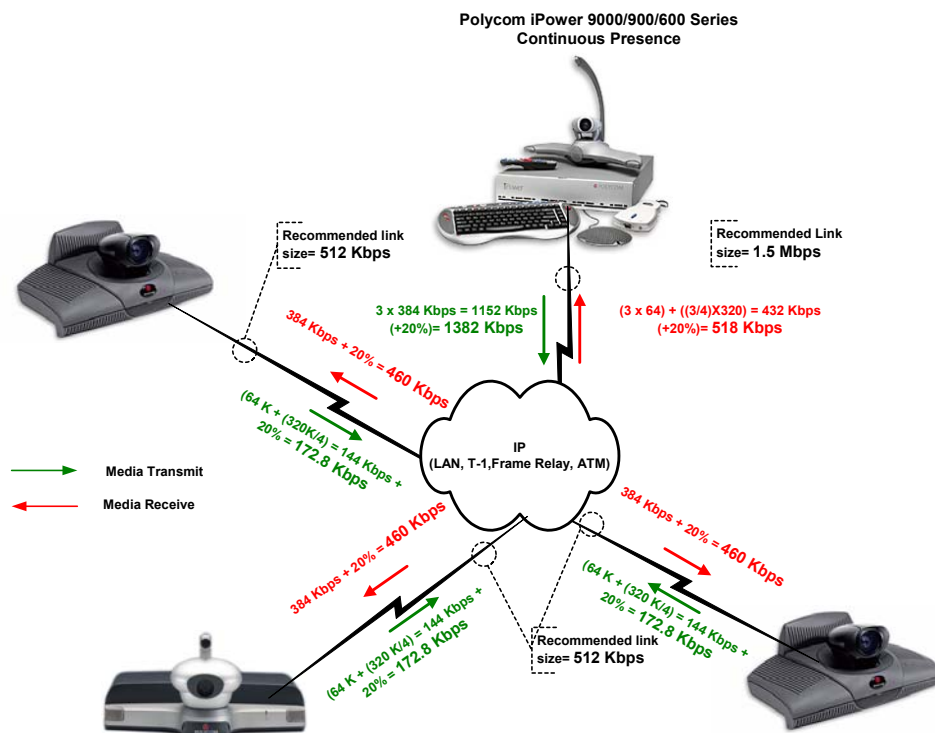 Polycom iPower 9000/900/600 Series
Continuous Presence
POLYCOM
Recommended link
size= 512 Kbps
Recommended Link
size= 1.5 Mbps
3 x 384 Kbps = 1152 Kbps
(+20%)= 1382 Kbps
(3 x 64) + ((3/4)X320) = 432 Kbps
(+20%)= 518 Kbps
384 Kbps + 20% = 460 Kbps
(64 K + (320K/4) = 144 Kbps +
20% = 172.8 Kbps
IP
(LAN, T-1,Frame Relay, ATM)
Media Transmit
Media Receive
384 Kbps + 20% = 460 Kbps
(64 K + (320 K/4) = 144 Kbps +
20% = 172.8 Kbps
384 Kbps + 20% = 460 Kbps
(64 K + (320 K/4) = 144 Kbps +
20% = 172.8 Kbps
Recommended link
size= 512 Kbps